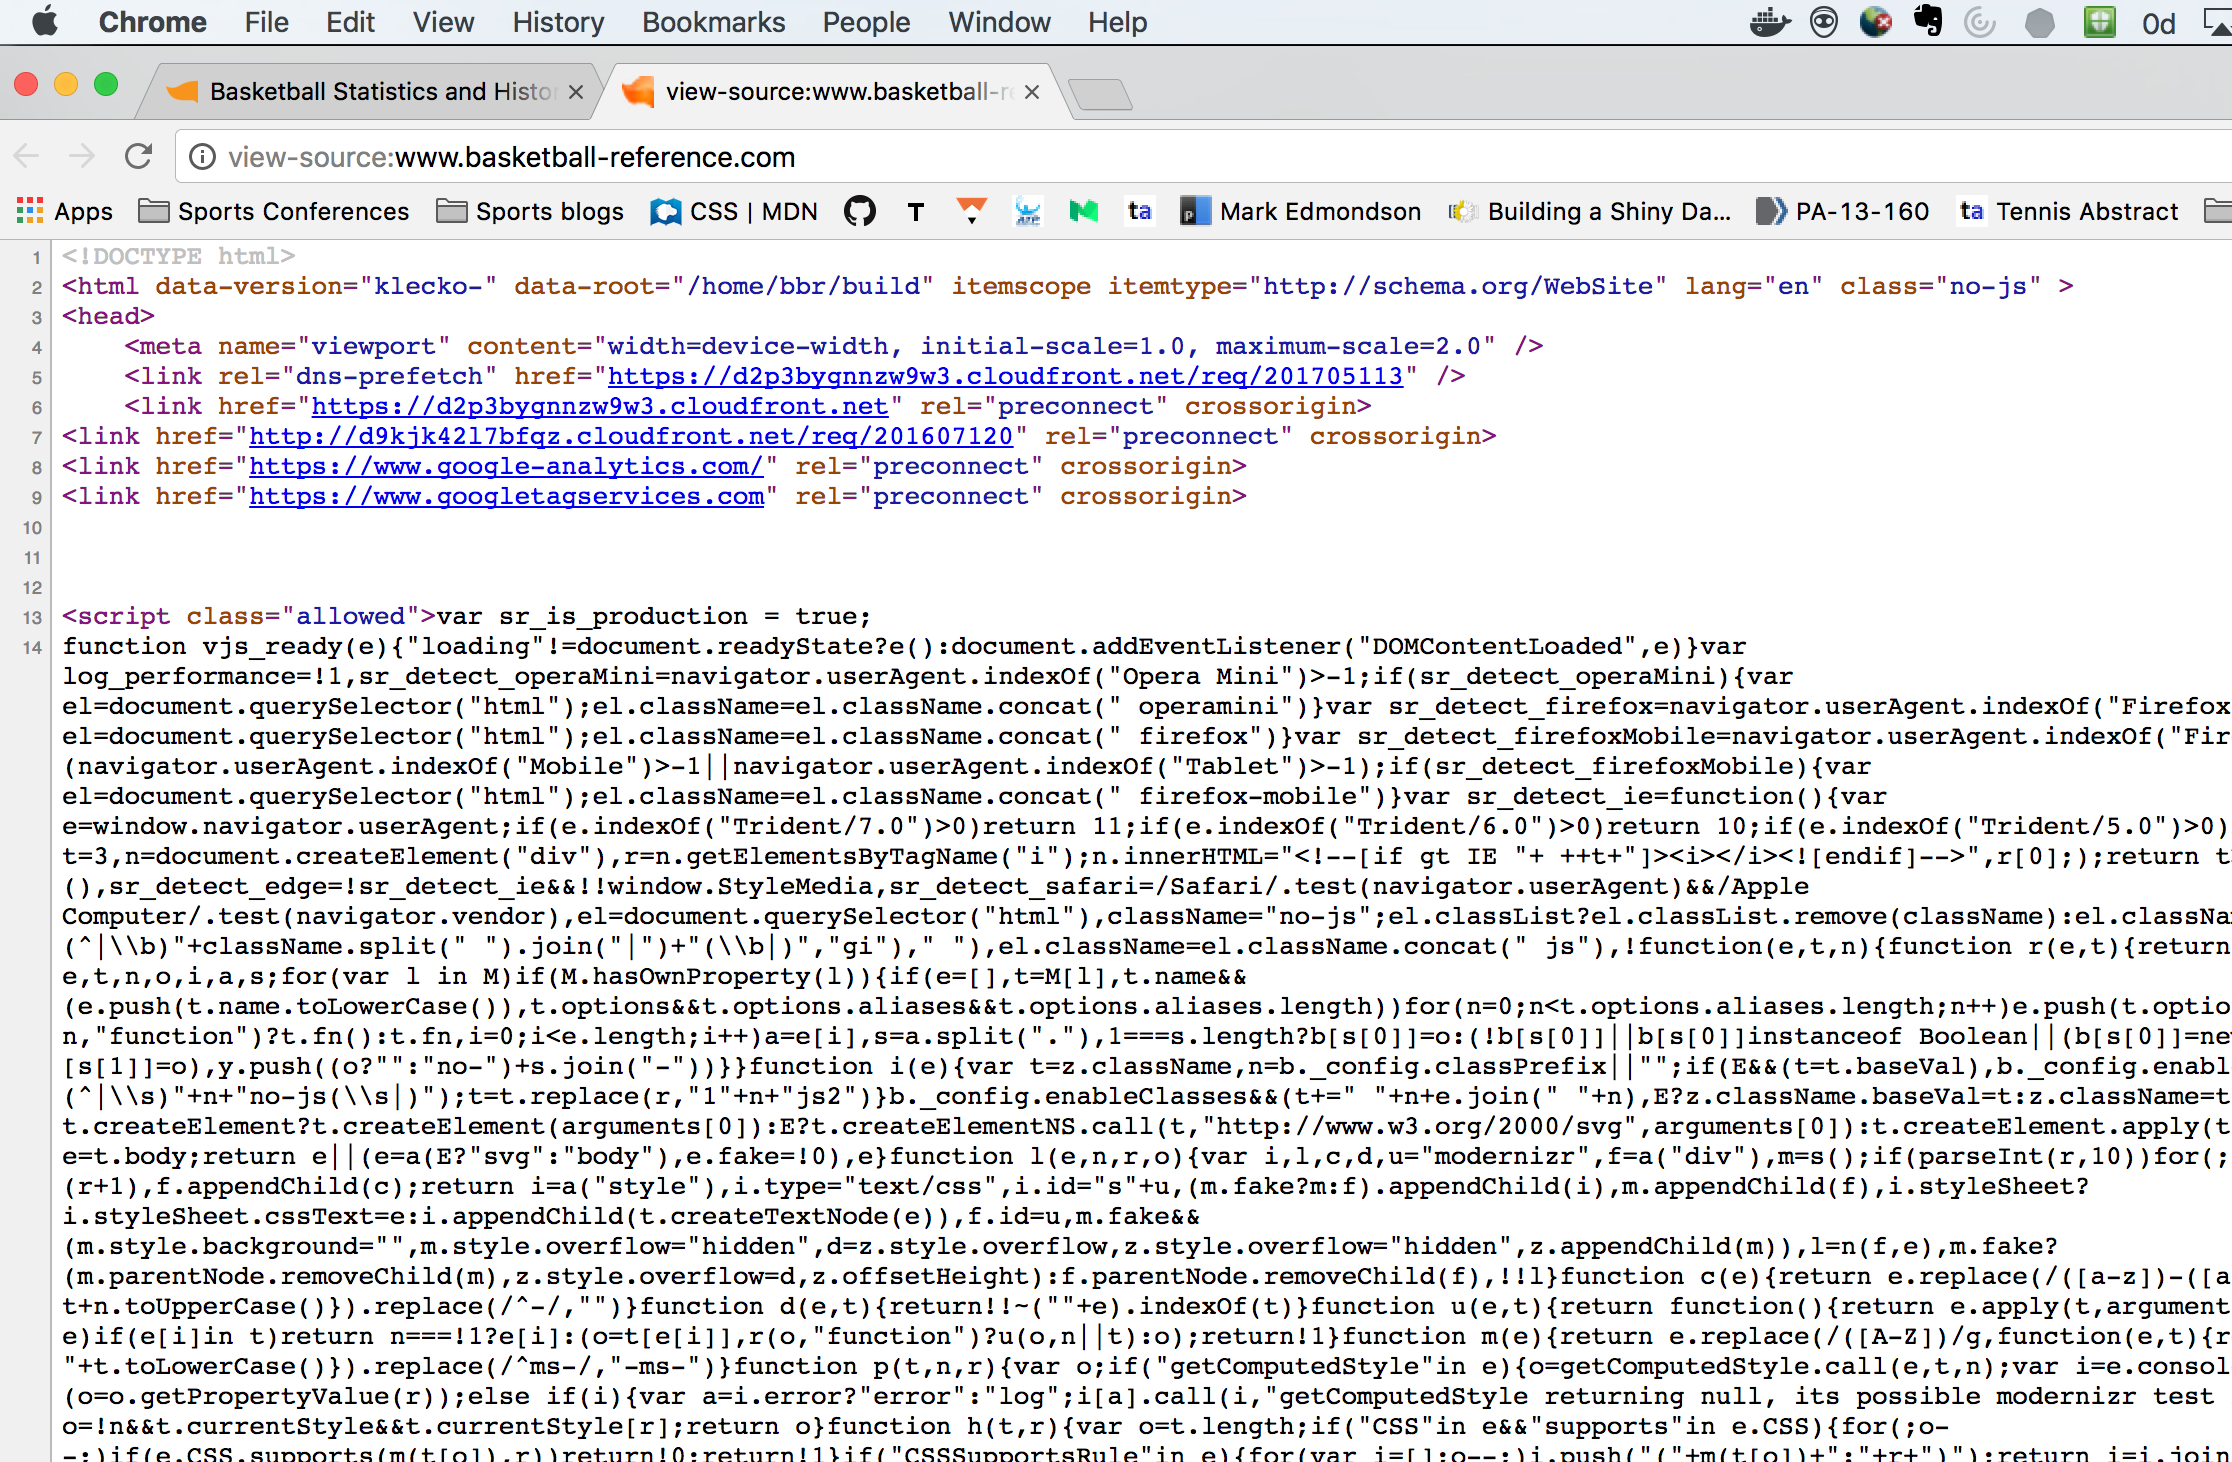 Chrome File Edit View History Bookmarks People Window Help 0d
Basketball Statistics and Histo × view-source:www.basketball-re ×
view-source:www.basketball-reference.com
Apps Sports Conferences Sports blogs CSS | MDN T ta Mark Edmondson Building a Shiny Da... PA-13-160 ta Tennis Abstract
1 <!DOCTYPE html>
2 <html data-version="klecko-" data-root="/home/bbr/build" itemscope itemtype="http://schema.org/WebSite" lang="en" class="no-js" >
3 <head>
4 <meta name="viewport" content="width=device-width, initial-scale=1.0, maximum-scale=2.0" />
5 <link rel="dns-prefetch" href="https://d2p3bygnnzw9w3.cloudfront.net/req/201705113" />
6 <link href="https://d2p3bygnnzw9w3.cloudfront.net" rel="preconnect" crossorigin>
7 <link href="http://d9kjk42l7bfqz.cloudfront.net/req/201607120" rel="preconnect" crossorigin>
8 <link href="https://www.google-analytics.com/" rel="preconnect" crossorigin>
9 <link href="https://www.googletagservices.com" rel="preconnect" crossorigin>
10
11
12
13 <script class="allowed">var sr_is_production = true;
14 function vjs_ready(e){"loading"!=document.readyState?e():document.addEventListener("DOMContentLoaded",e)}var
log_performance=!1,sr_detect_operaMini=navigator.userAgent.indexOf("Opera Mini")>-1;if(sr_detect_operaMini){var
el=document.querySelector("html");el.className=el.className.concat(" operamini")}var sr_detect_firefox=navigator.userAgent.indexOf("Firefox
el=document.querySelector("html");el.className=el.className.concat(" firefox")}var sr_detect_firefoxMobile=navigator.userAgent.indexOf("Fir
(navigator.userAgent.indexOf("Mobile")>-1||navigator.userAgent.indexOf("Tablet")>-1);if(sr_detect_firefoxMobile){var
el=document.querySelector("html");el.className=el.className.concat(" firefox-mobile")}var sr_detect_ie=function(){var
e=window.navigator.userAgent;if(e.indexOf("Trident/7.0")>0)return 11;if(e.indexOf("Trident/6.0")>0)return 10;if(e.indexOf("Trident/5.0")>0)
t=3,n=document.createElement("div"),r=n.getElementsByTagName("i");n.innerHTML="<!--[if gt IE "+ ++t+"]><i></i><![endif]-->",r[0];);return t
(),sr_detect_edge=!sr_detect_ie&&!!window.StyleMedia,sr_detect_safari=/Safari/.test(navigator.userAgent)&&/Apple
Computer/.test(navigator.vendor),el=document.querySelector("html"),className="no-js";el.classList?el.classList.remove(className):el.classNa
(^|\\b)"+className.split(" ").join("|")+"(\\b|)","gi")," "),el.className=el.className.concat(" js"),!function(e,t,n){function r(e,t){return
e,t,n,o,i,a,s;for(var l in M)if(M.hasOwnProperty(l)){if(e=[],t=M[l],t.name&&
(e.push(t.name.toLowerCase()),t.options&&t.options.aliases&&t.options.aliases.length))for(n=0;n<t.options.aliases.length;n++)e.push(t.optio
n,"function")?t.fn():t.fn,i=0;i<e.length;i++)a=e[i],s=a.split("."),1===s.length?b[s[0]]=o:(!b[s[0]]||b[s[0]]instanceof Boolean||(b[s[0]]=ne
[s[1]]=o),y.push((o?"":"no-")+s.join("-"))}}function i(e){var t=z.className,n=b._config.classPrefix||"";if(E&&(t=t.baseVal),b._config.enabl
(^|\\s)"+n+"no-js(\\s|)");t=t.replace(r,"1"+n+"js2")}b._config.enableClasses&&(t+=" "+n+e.join(" "+n),E?z.className.baseVal=t:z.className=t
t.createElement?t.createElement(arguments[0]):E?t.createElementNS.call(t,"http://www.w3.org/2000/svg",arguments[0]):t.createElement.apply(t
e=t.body;return e||(e=a(E?"svg":"body"),e.fake=!0),e}function l(e,n,r,o){var i,l,c,d,u="modernizr",f=a("div"),m=s();if(parseInt(r,10))for(;
(r+1),f.appendChild(c);return i=a("style"),i.type="text/css",i.id="s"+u,(m.fake?m:f).appendChild(i),m.appendChild(f),i.styleSheet?
i.styleSheet.cssText=e:i.appendChild(t.createTextNode(e)),f.id=u,m.fake&&
(m.style.background="",m.style.overflow="hidden",d=z.style.overflow,z.style.overflow="hidden",z.appendChild(m)),l=n(f,e),m.fake?
(m.parentNode.removeChild(m),z.style.overflow=d,z.offsetHeight):f.parentNode.removeChild(f),!!l}function c(e){return e.replace(/([a-z])-([a
t+n.toUpperCase()}).replace(/^-/,"")}function d(e,t){return!!~(""+e).indexOf(t)}function u(e,t){return function(){return e.apply(t,argument
e)if(e[i]in t)return n===!1?e[i]:(o=t[e[i]],r(o,"function")?u(o,n||t):o);return!1}function m(e){return e.replace(/([A-Z])/g,function(e,t){r
"+t.toLowerCase()}).replace(/^ms-/,"-ms-")}function p(t,n,r){var o;if("getComputedStyle"in e){o=getComputedStyle.call(e,t,n);var i=e.consol
(o=o.getPropertyValue(r));else if(i){var a=i.error?"error":"log";i[a].call(i,"getComputedStyle returning null, its possible modernizr test
o=!n&&t.currentStyle&&t.currentStyle[r];return o}function h(t,r){var o=t.length;if("CSS"in e&&"supports"in e.CSS){for(;o-
-;)if(e.CSS.supports(m(t[o]),r))return!0;return!1}if("CSSSupportsRule"in e){for(var i=[];o--;)i.push("("+m(t[o])+":"+r+")");return i=i.join